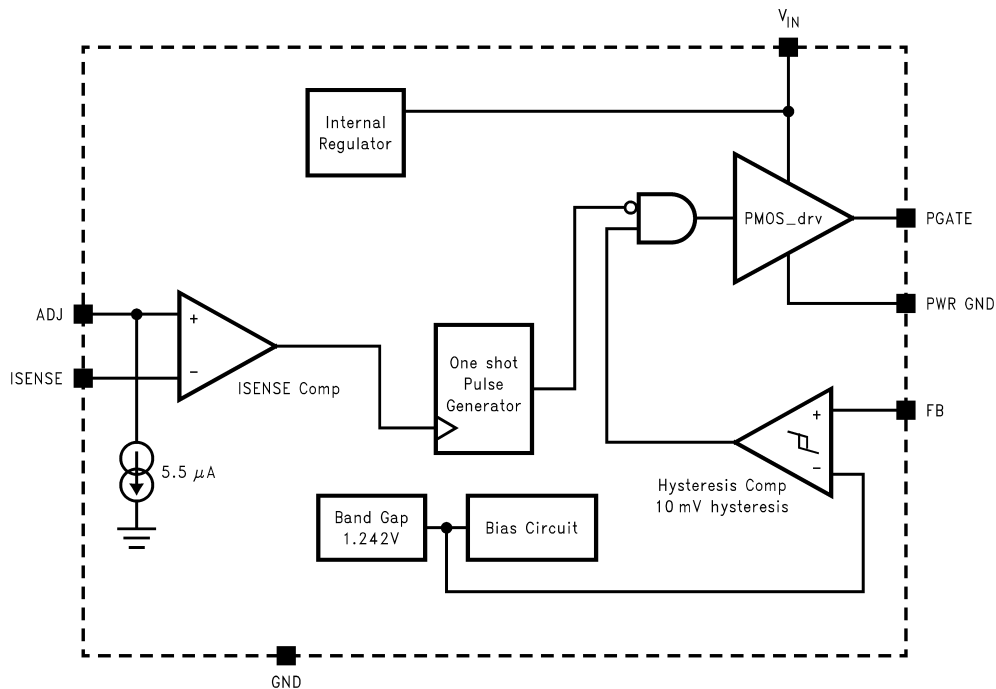 VIN
Internal
Regulator
PMOS_drv
PGATE
PWR GND
ADJ
+
ISENSE
−
ISENSE Comp
One shot
Pulse
Generator
+
FB
−
5.5 μA
Hysteresis Comp
10 mV hysteresis
Band Gap
1.242V
Bias Circuit
GND